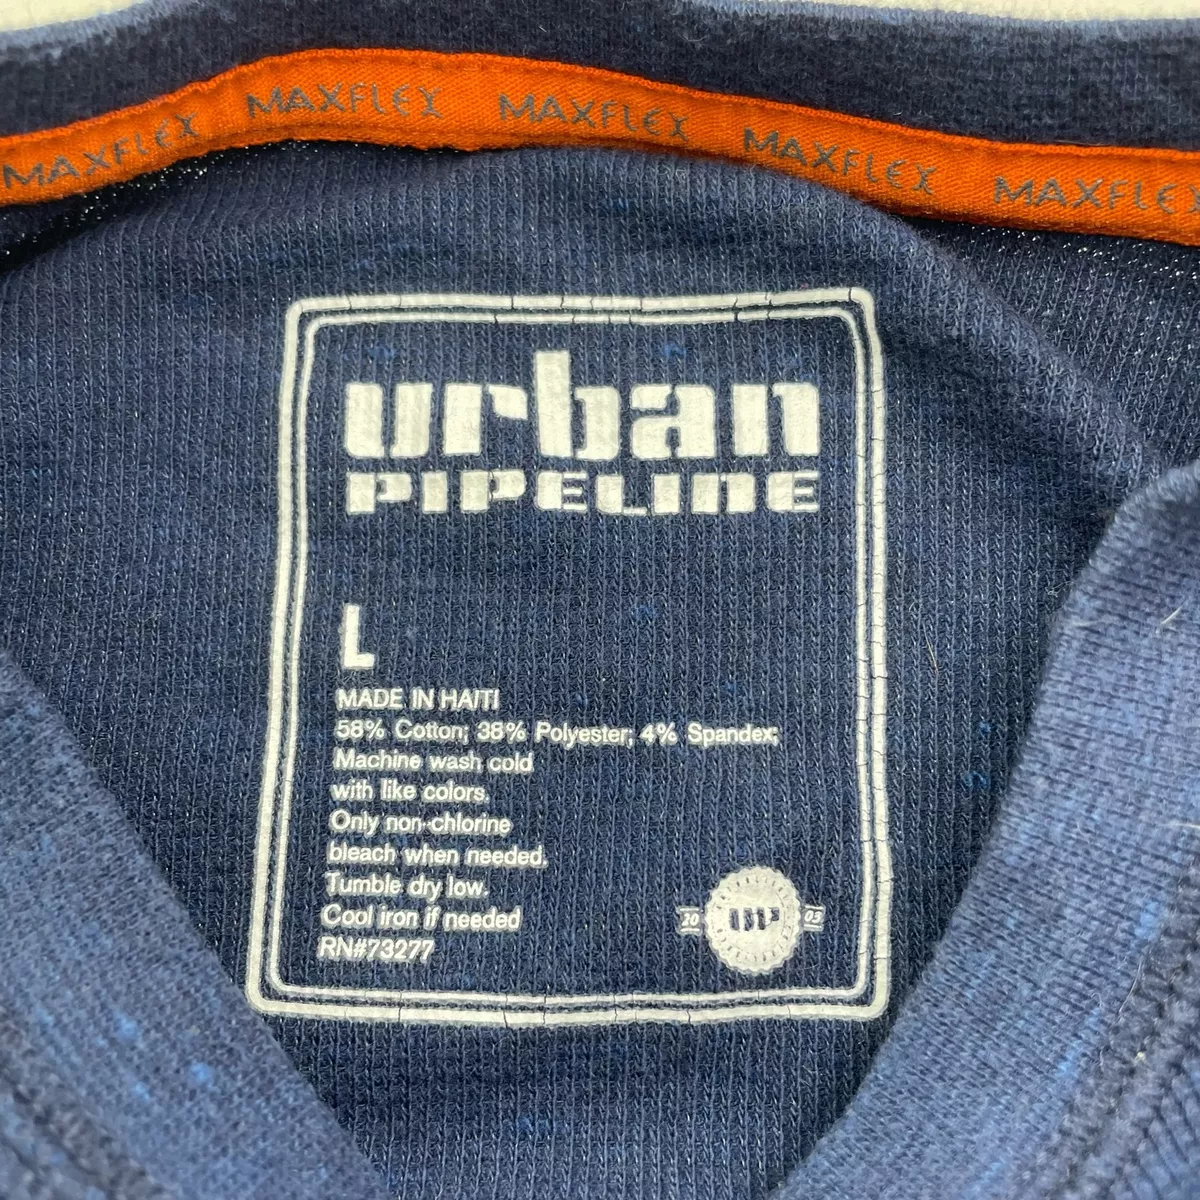 MAXFLEX MAXFLEX MAXFLEX MAXFLEX MAXFLEX
urban
PIPELINE
L
MADE IN HAITI
58% Cotton; 38% Polyester; 4% Spandex;
Machine wash cold
with like colors.
Only non-chlorine
bleach when needed.
Tumble dry low.
Cool iron if needed
RN#73277
20 UP 03